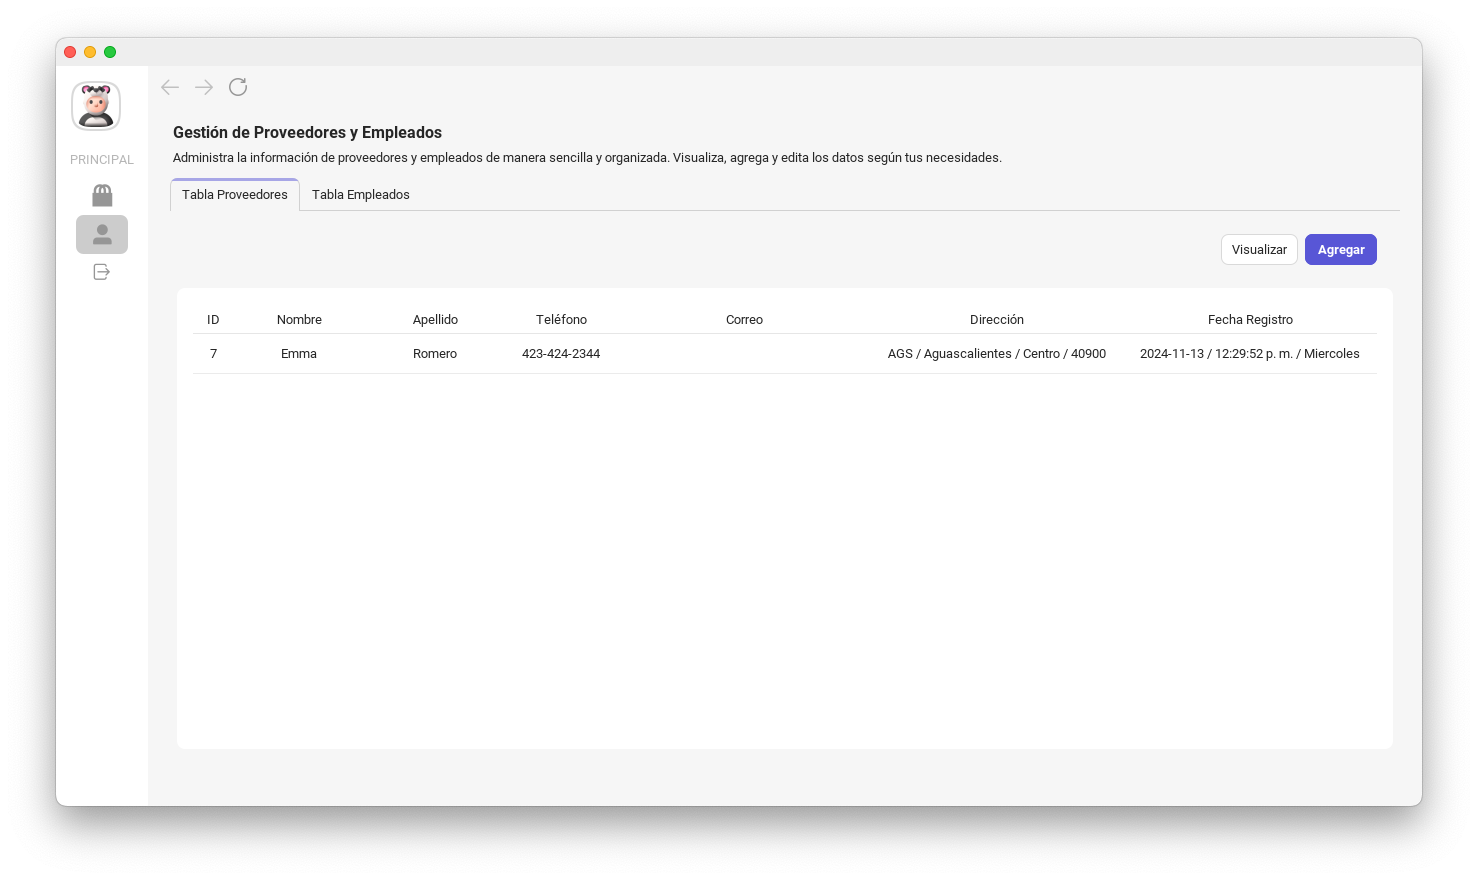 PRINCIPAL
Gestión de Proveedores y Empleados
Administra la información de proveedores y empleados de manera sencilla y organizada. Visualiza, agrega y edita los datos según tus necesidades.
Tabla Proveedores Tabla Empleados
Visualizar Agregar
ID Nombre Apellido Teléfono Correo Dirección Fecha Registro
7 Emma Romero 423-424-2344 AGS / Aguascalientes / Centro / 40900 2024-11-13 / 12:29:52 p. m. / Miercoles